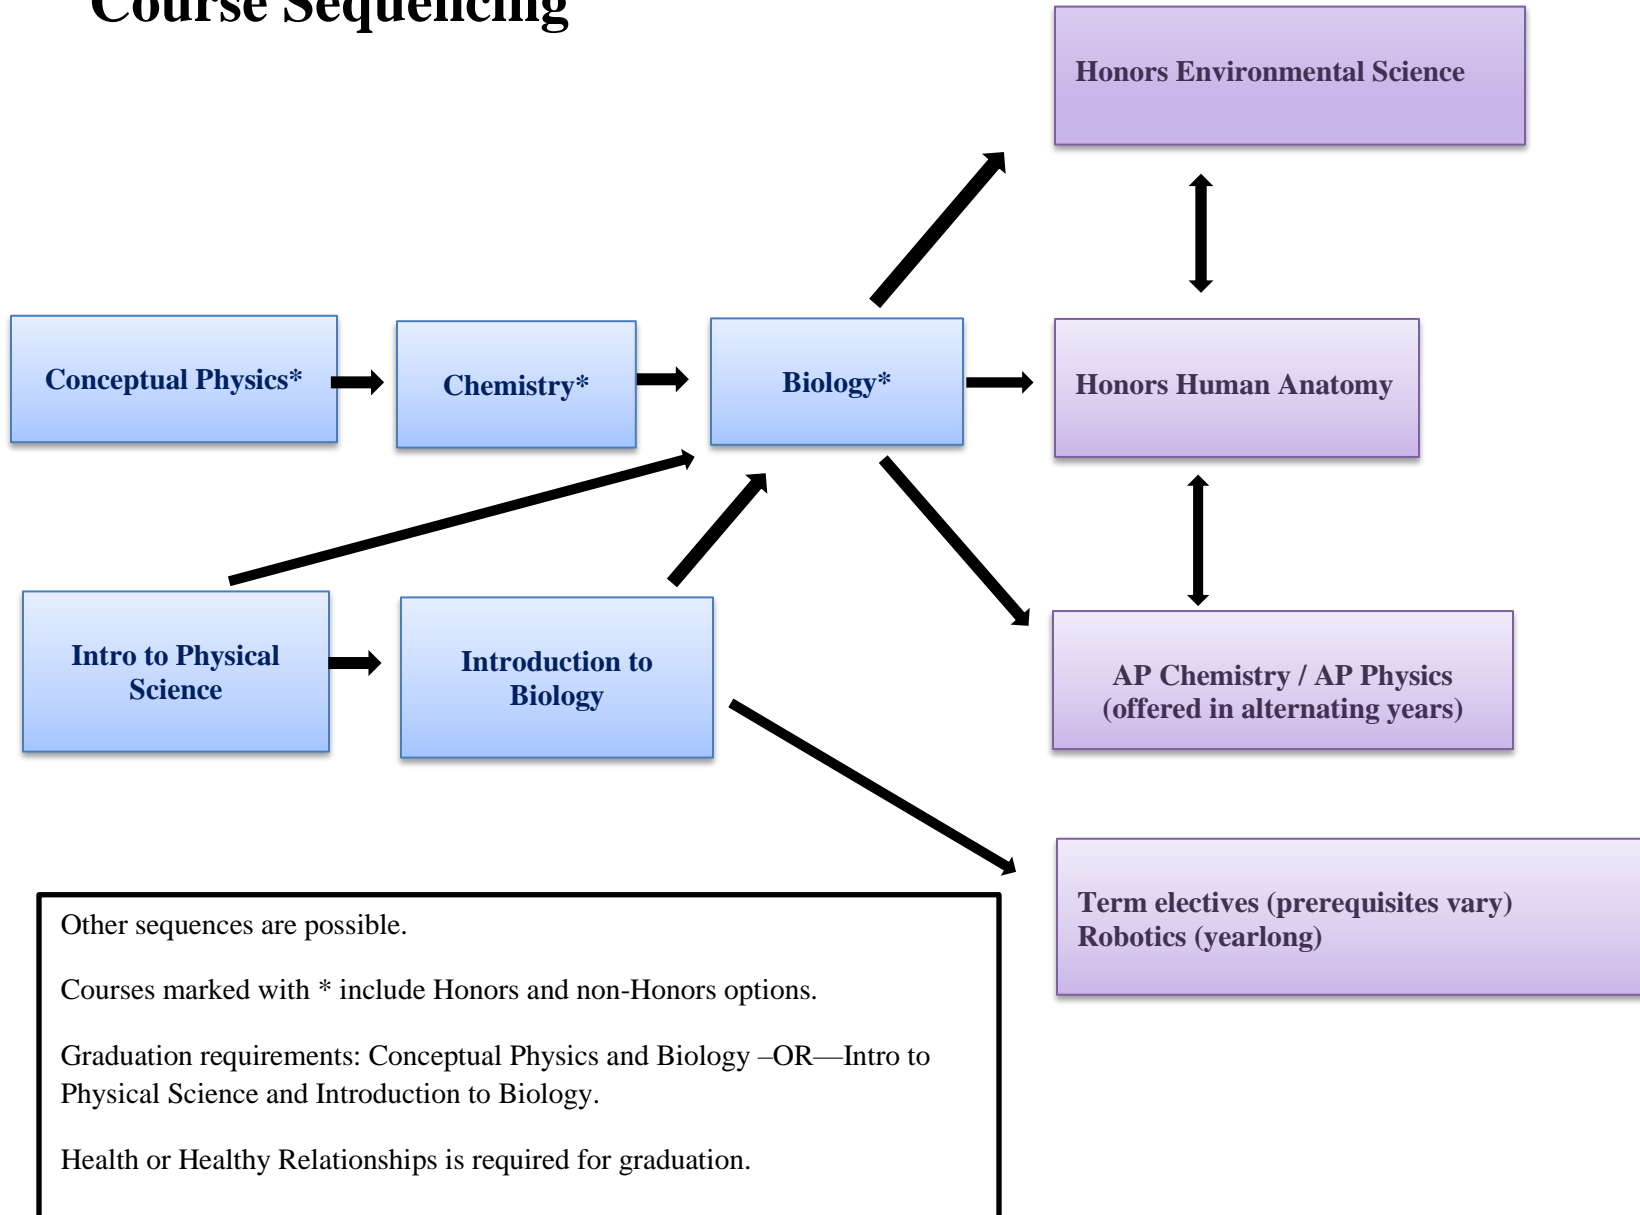 Course Sequencing
Honors Environmental Science
Conceptual Physics*
Chemistry*
Biology*
Honors Human Anatomy
Intro to Physical
Science
Introduction to
Biology
AP Chemistry / AP Physics
(offered in alternating years)
Term electives (prerequisites vary)
Robotics (yearlong)
Other sequences are possible.
Courses marked with * include Honors and non-Honors options.
Graduation requirements: Conceptual Physics and Biology –OR—Intro to
Physical Science and Introduction to Biology.
Health or Healthy Relationships is required for graduation.